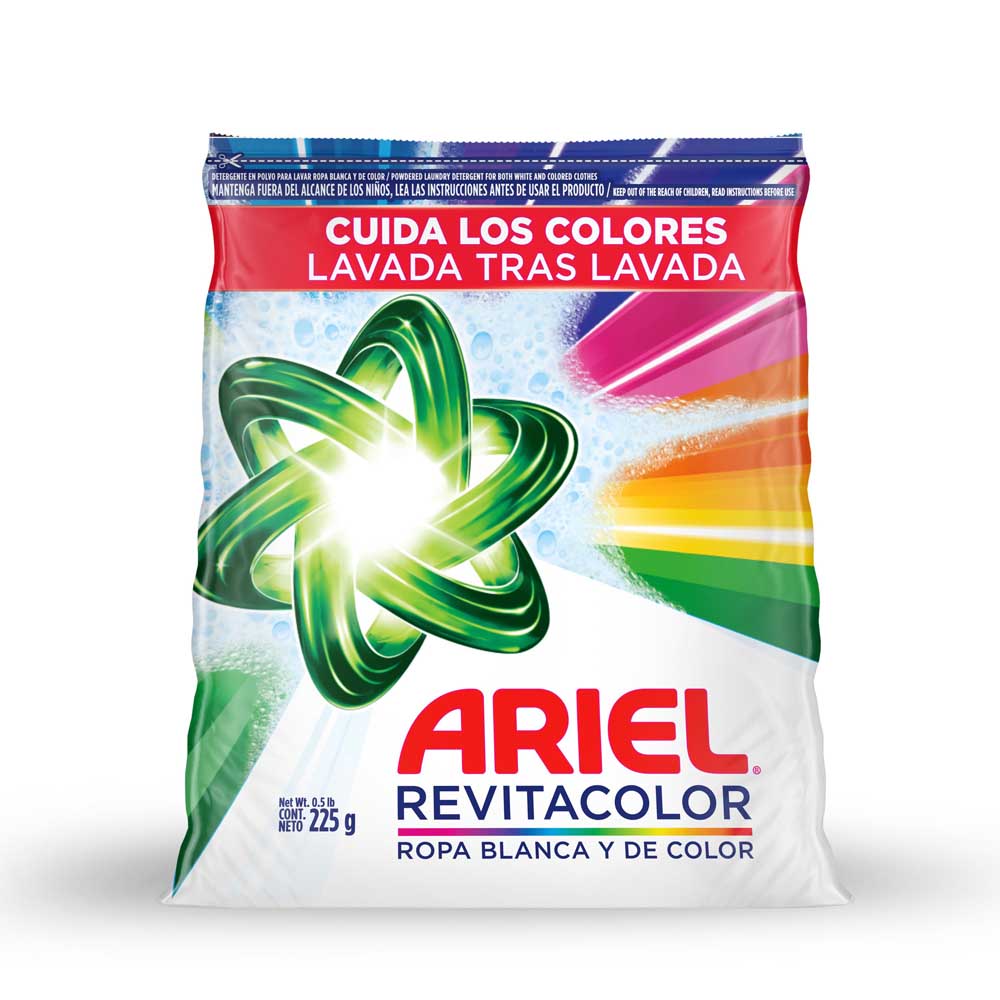 DETERGENTE EN POLVO PARA LAVAR ROPA BLANCA Y DE COLOR / POWDERED LAUNDRY DETERGENT FOR BOTH WHITE AND COLORED CLOTHES
MANTENGA FUERA DEL ALCANCE DE LOS NIÑOS, LEA LAS INSTRUCCIONES ANTES DE USAR EL PRODUCTO / KEEP OUT OF THE REACH OF CHILDREN, READ INSTRUCTIONS BEFORE USE
CUIDA LOS COLORES
LAVADA TRAS LAVADA
ARIEL®
REVITACOLOR
ROPA BLANCA Y DE COLOR
Net Wt. 0.5 lb
CONT.
NETO 225 g